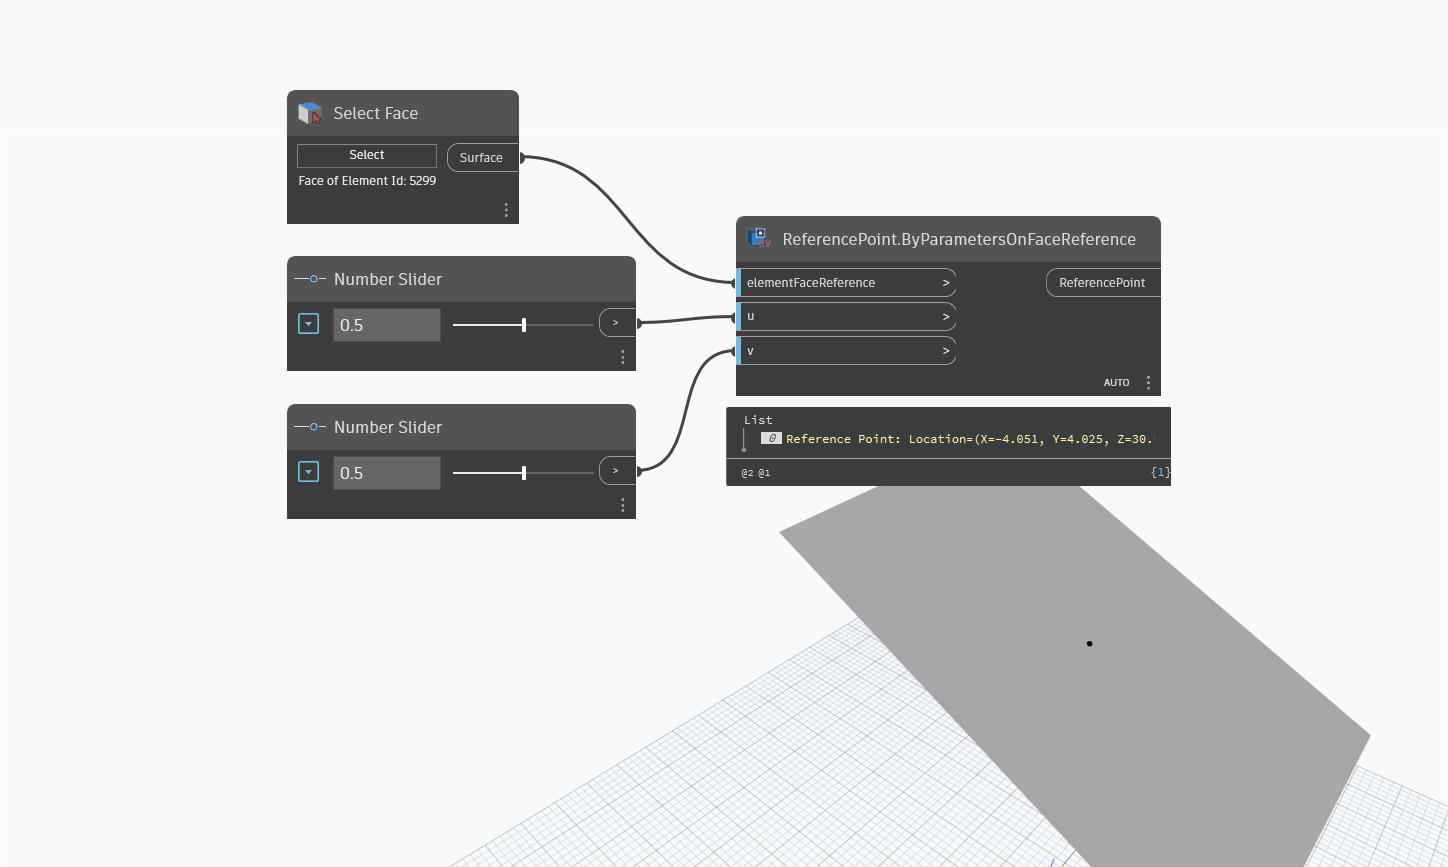 Select Face
Select
Surface
Face of Element Id: 5299
Number Slider
0.5
>
Number Slider
0.5
>
ReferencePoint.ByParametersOnFaceReference
elementFaceReference >
ReferencePoint
u >
v >
AUTO
List
0 Reference Point: Location=(X=-4.051, Y=4.025, Z=30.
@2 @1
{1}